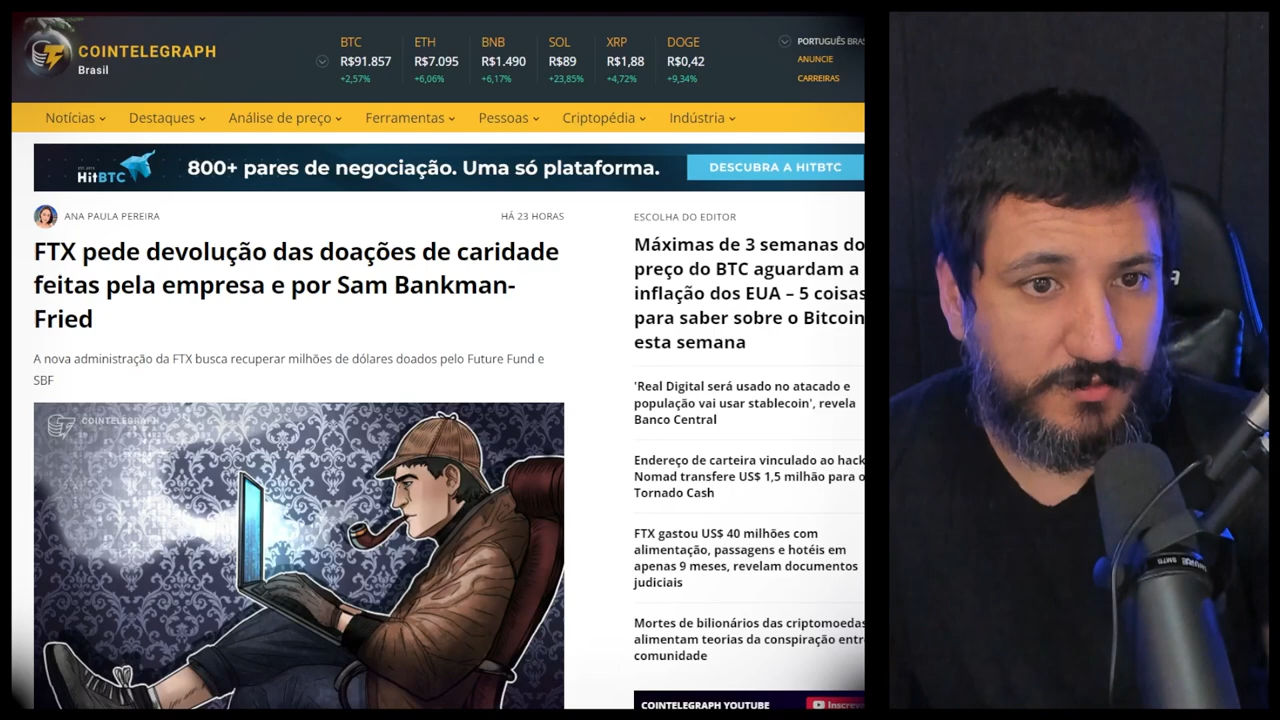 COINTELEGRAPH
Brasil
BTC ETH BNB SOL XRP DOGE
R$91.857 R$7.095 R$1.490 R$89 R$1,88 R$0,42
+2,57% +6,06% +6,17% +23,85% +4,72% +9,34%
PORTUGUÊS BRAS
ANUNCIE
CARREIRAS
Notícias Destaques Análise de preço Ferramentas Pessoas Criptopédia Indústria
HitBTC 800+ pares de negociação. Uma só plataforma. DESCUBRA A HITBTC
ANA PAULA PEREIRA HÁ 23 HORAS
FTX pede devolução das doações de caridade
feitas pela empresa e por Sam Bankman-
Fried
A nova administração da FTX busca recuperar milhões de dólares doados pelo Future Fund e
SBF
COINTELEGRAPH
ESCOLHA DO EDITOR
Máximas de 3 semanas do
preço do BTC aguardam a
inflação dos EUA – 5 coisas
para saber sobre o Bitcoin
esta semana
'Real Digital será usado no atacado e
população vai usar stablecoin', revela
Banco Central
Endereço de carteira vinculado ao hack
Nomad transfere US$ 1,5 milhão para o
Tornado Cash
FTX gastou US$ 40 milhões com
alimentação, passagens e hotéis em
apenas 9 meses, revelam documentos
judiciais
Mortes de bilionários das criptomoedas
alimentam teorias da conspiração entre
comunidade
COINTELEGRAPH YOUTUBE Inscrev